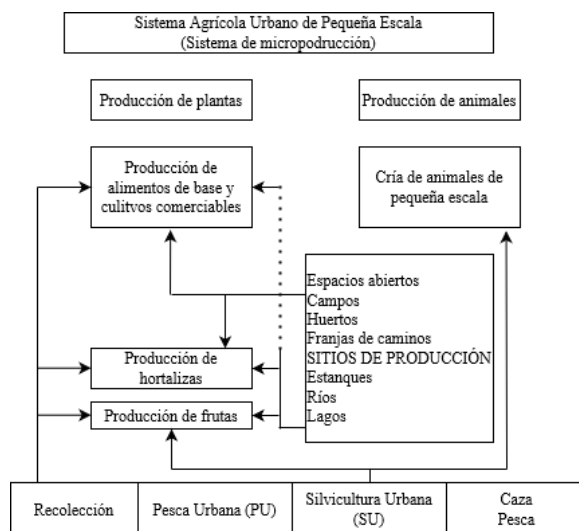 Sistema Agrícola Urbano de Pequeña Escala
(Sistema de micropodrucción)
Producción de plantas
Producción de animales
Producción de
alimentos de base y
culitvos comerciables
Cría de animales de
pequeña escala
Espacios abiertos
Campos
Huertos
Franjas de caminos
SITIOS DE PRODUCCIÓN
Estanques
Ríos
Lagos
Producción de
hortalizas
Producción de frutas
Recolección
Pesca Urbana (PU)
Silvicultura Urbana
(SU)
Caza
Pesca